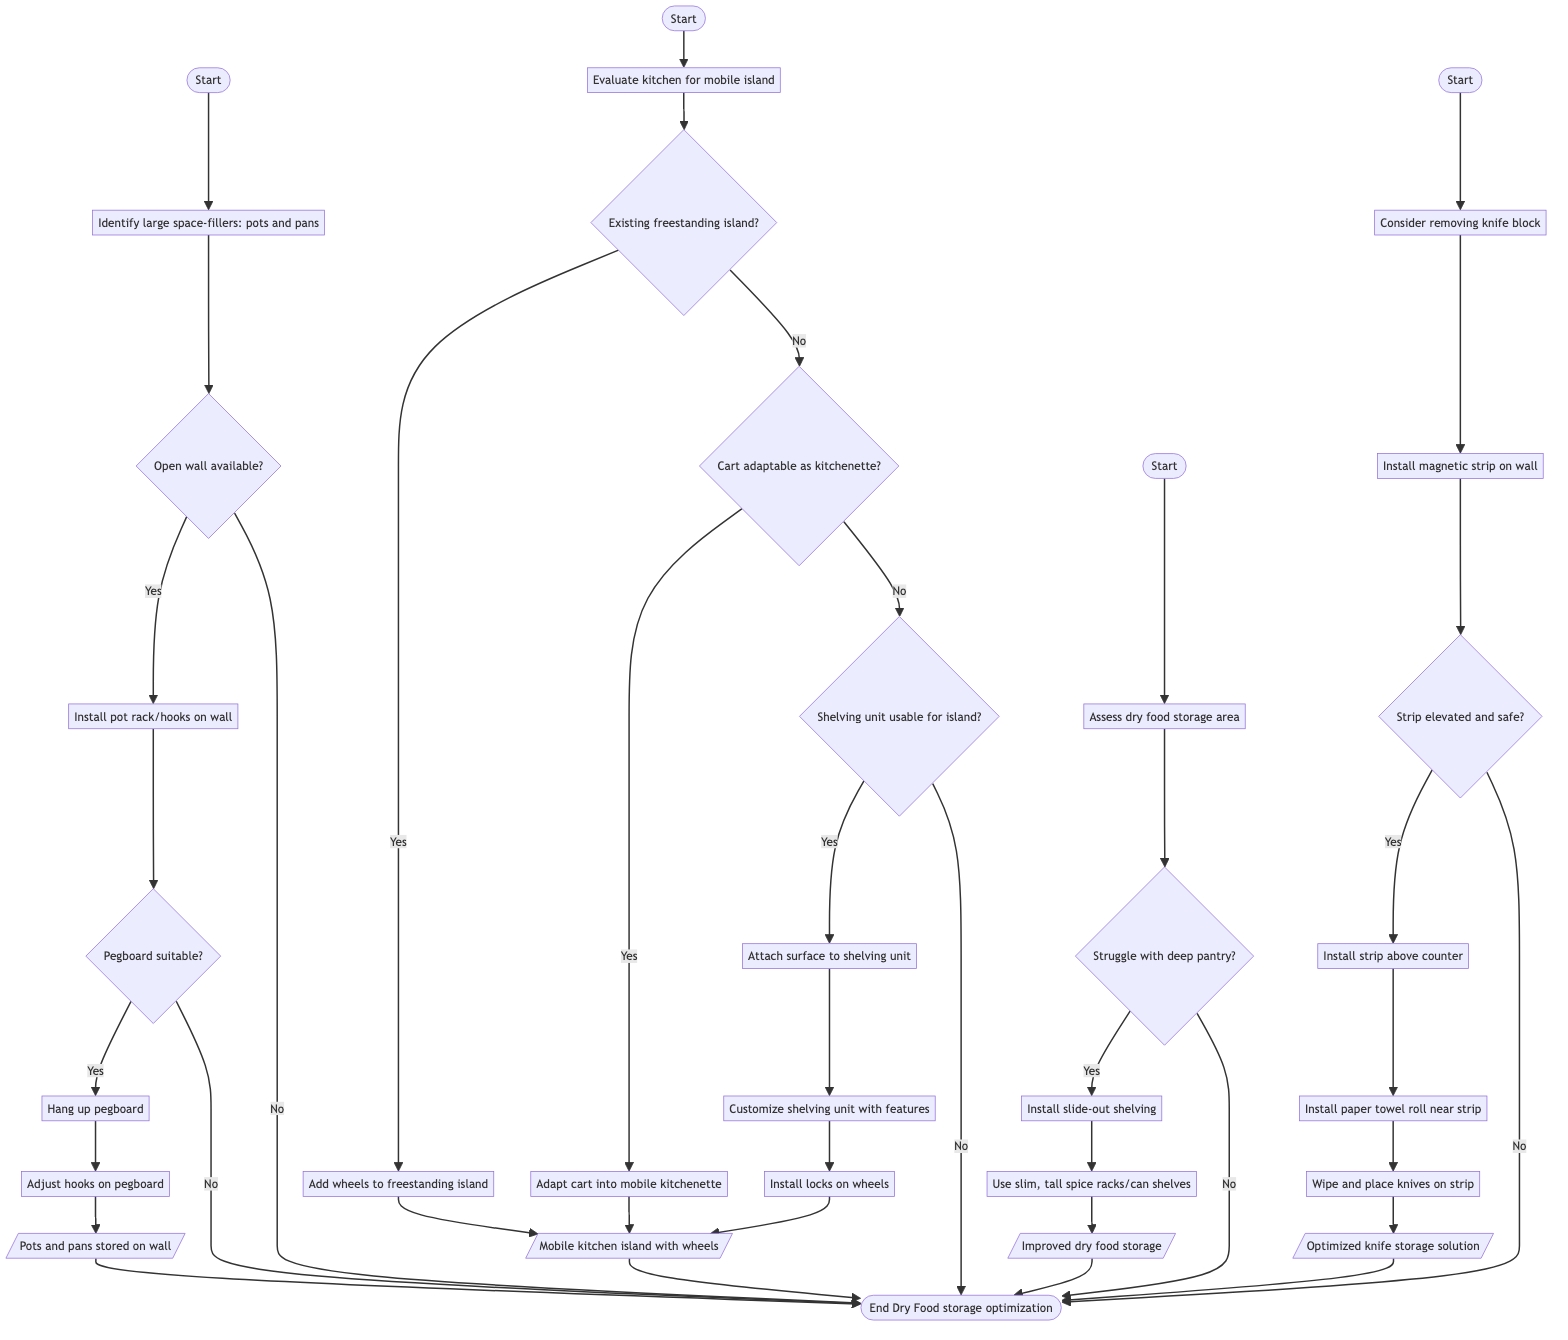 Start
Evaluate kitchen for mobile island
Start
Start
Existing freestanding island?
Identify large space-fillers: pots and pans
Consider removing knife block
No
Open wall available?
Cart adaptable as kitchenette?
Start
Install magnetic strip on wall
Yes
No
Install pot rack/hooks on wall
Shelving unit usable for island?
Assess dry food storage area
Strip elevated and safe?
Yes
Yes
Yes
Pegboard suitable?
Yes
Attach surface to shelving unit
Struggle with deep pantry?
Install strip above counter
Yes
Yes
Hang up pegboard
No
Customize shelving unit with features
Install slide-out shelving
Install paper towel roll near strip
No
No
Adjust hooks on pegboard
No
Add wheels to freestanding island
Adapt cart into mobile kitchenette
Install locks on wheels
Use slim, tall spice racks/can shelves
No
Wipe and place knives on strip
Pots and pans stored on wall
Mobile kitchen island with wheels
Improved dry food storage
Optimized knife storage solution
End Dry Food storage optimization